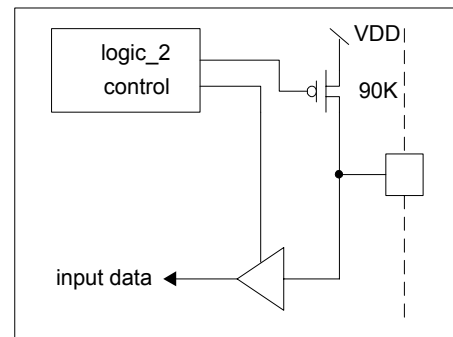 logic_2
control
VDD
90K
input data